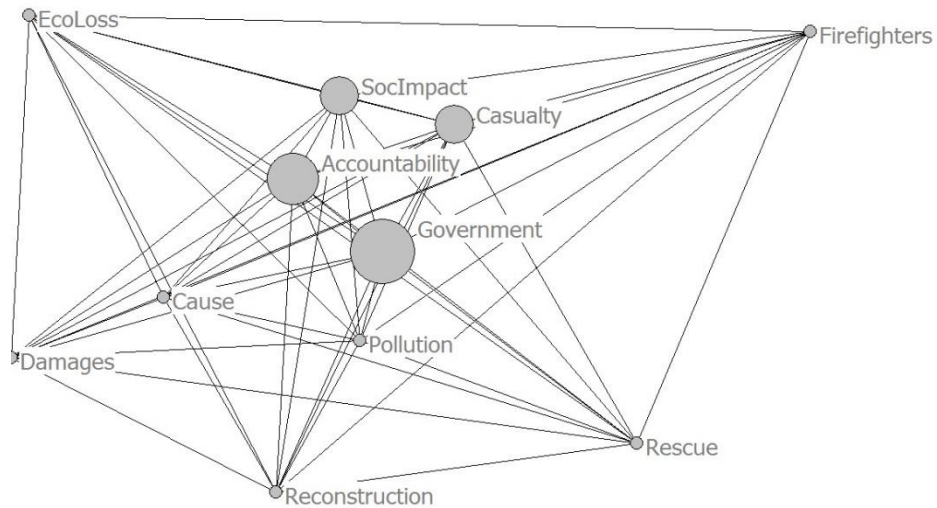 EcoLoss
Firefighters
SocImpact
Casualty
Accountability
Government
Cause
Pollution
Damages
Rescue
Reconstruction